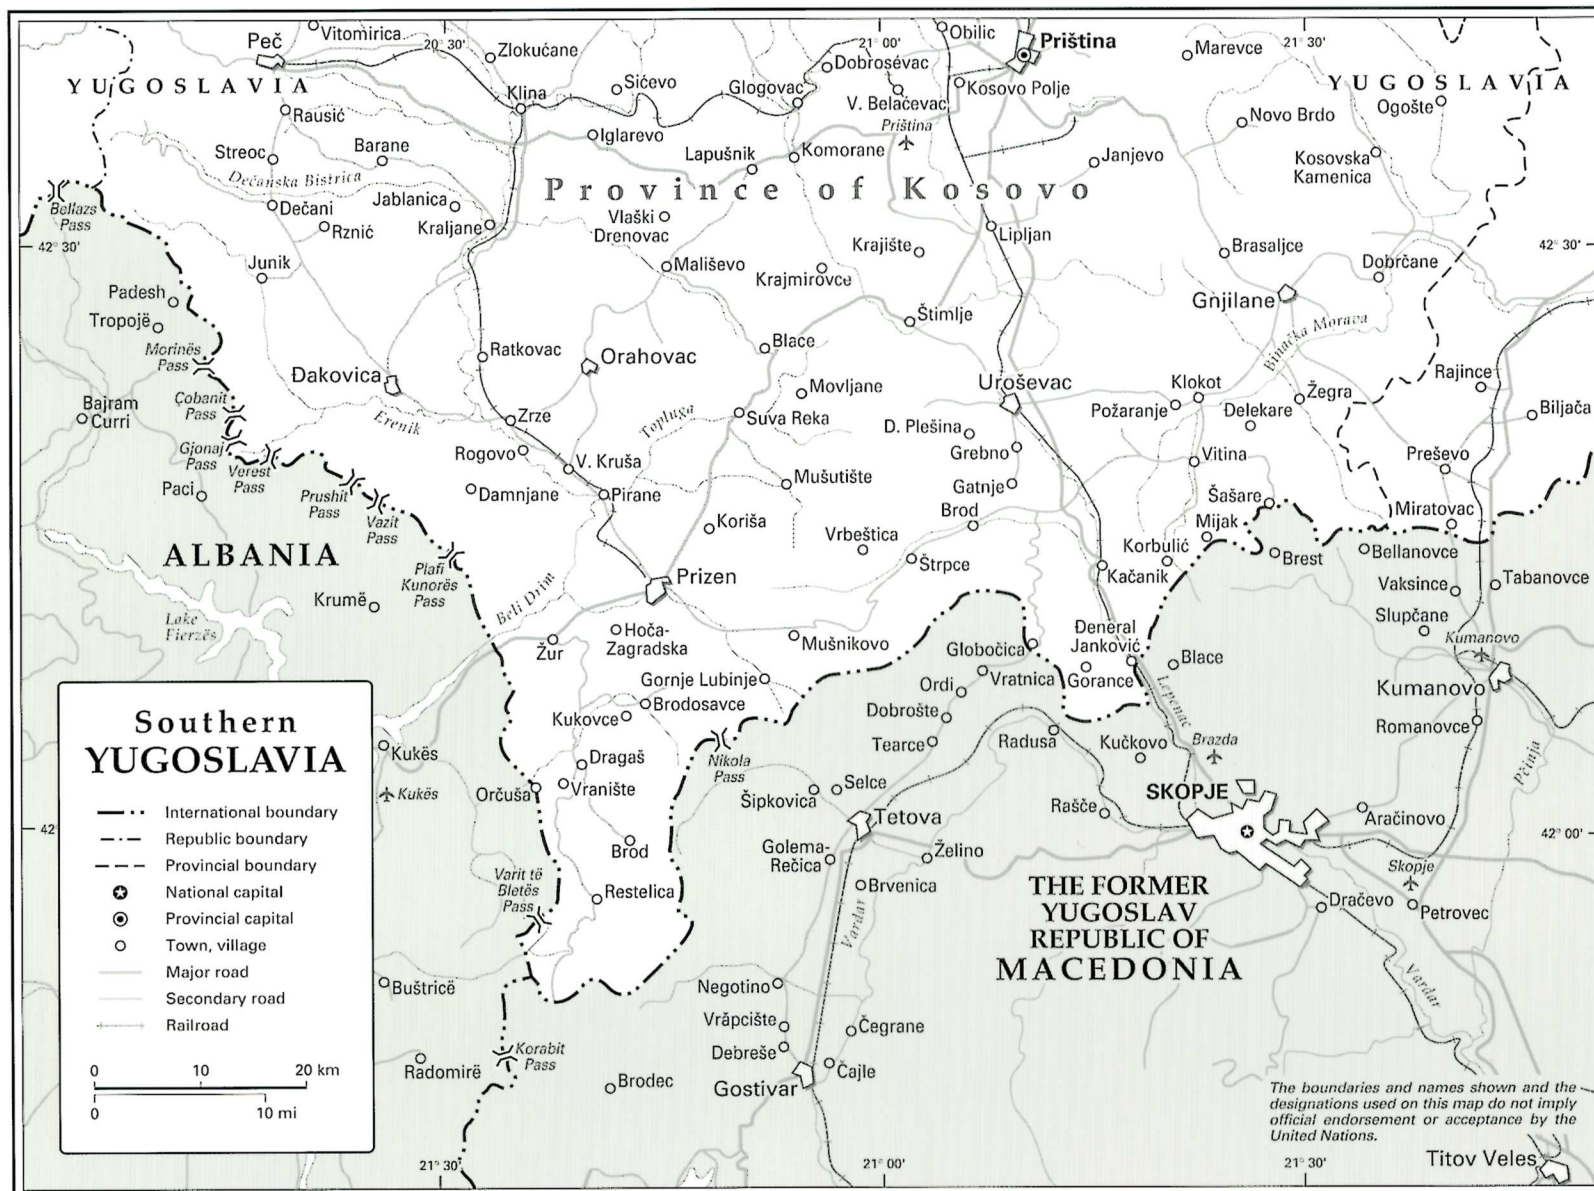 Peč
Vitomirica
20° 30'
Zlokućane
21° 00'
Obilic
Priština
Marevce
21° 30'
YUGOSLAVIA
Klina
Sićevo
Glogovac
Dobrosévac
V. Belaćevac
Kosovo Polje
YUGOSLAVIA
Ogošte
Rausić
Iglarevo
Priština
Novo Brdo
Streoc
Barane
Lapušnik
Komorane
Janjevo
Kosovska
Kamenica
Dečanska Bistrica
Province of Kosovo
Bellazs
Pass
Dečani
Jablanica
Rznić
Kraljane
Vlaški
Drenovac
Lipljan
42° 30'
Krajište
Brasaljce
42° 30'
Junik
Mališevo
Krajmirovce
Dobrčane
Padesh
Gnjilane
Tropojë
Štimlje
Binačka Morava
Morinës
Pass
Ratkovac
Orahovac
Blace
Đakovica
Movljane
Uroševac
Klokot
Rajince
Çobanit
Pass
Požaranje
Delekare
Žegra
Bajram
Curri
Erenik
Zrze
Topluxa
Suva Reka
Biljača
D. Plešina
Grebno
Gjonaj
Pass
Verest
Pass
Rogovo
V. Kruša
Vitina
Preševo
Paci
Prushit
Pass
Damnjane
Pirane
Mušutište
Gatnje
Šašare
Vazit
Pass
Koriša
Brod
Mijak
Miratovac
ALBANIA
Vrbeštica
Korbulić
Brest
Bellanovce
Plafi
Kunorës
Pass
Prizen
Štrpce
Kačanik
Vaksince
Tabanovce
Krumë
Beli Drim
Slupčane
Lake
Fierzës
Hoča-
Zagradska
Mušnikovo
Đeneral
Janković
Kumanovo
Žur
Globočica
Blace
Gornje Lubinje
Ordi
Vratnica
Gorance
Kumanovo
Brodosavce
Kukovce
Dobrošte
Lepenac
Romanovce
Tearce
Radusa
Kučkovo
Brazda
Kukës
Dragaš
Nikola
Pass
Pčinja
Kukës
Orčuša
Vranište
Šipkovica
Selce
Rašče
SKOPJE
Tetova
Aračinovo
42°
42° 00'
Brod
Golema-
Rečica
Želino
Skopje
Varit të
Bletës
Pass
Restelica
Brvenica
THE FORMER
YUGOSLAV
REPUBLIC OF
MACEDONIA
Dračevo
Petrovec
Vardar
Vardar
Buštricë
Negotino
Vrăpcište
Čegrane
Debreše
Radomirë
Korabit
Pass
Brodec
Čajle
Gostivar
Southern
YUGOSLAVIA
International boundary
Republic boundary
Provincial boundary
National capital
Provincial capital
Town, village
Major road
Secondary road
Railroad
0 10 20 km
0 10 mi
The boundaries and names shown and the
designations used on this map do not imply
official endorsement or acceptance by the
United Nations.
21° 30'
21° 00'
21° 30'
Titov Veles